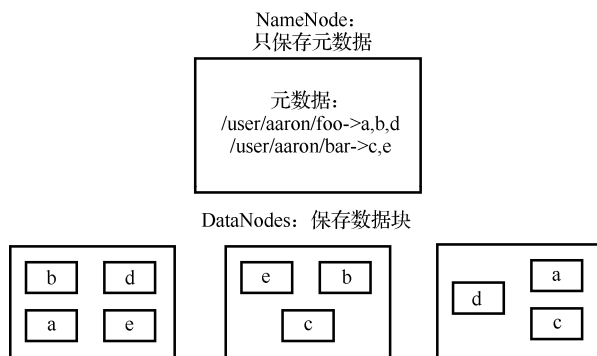 NameNode:
只保存元数据
元数据:
/user/aaron/foo->a,b,d
/user/aaron/bar->c,e
DataNodes: 保存数据块
b d
a e
e b
c
a
d
c